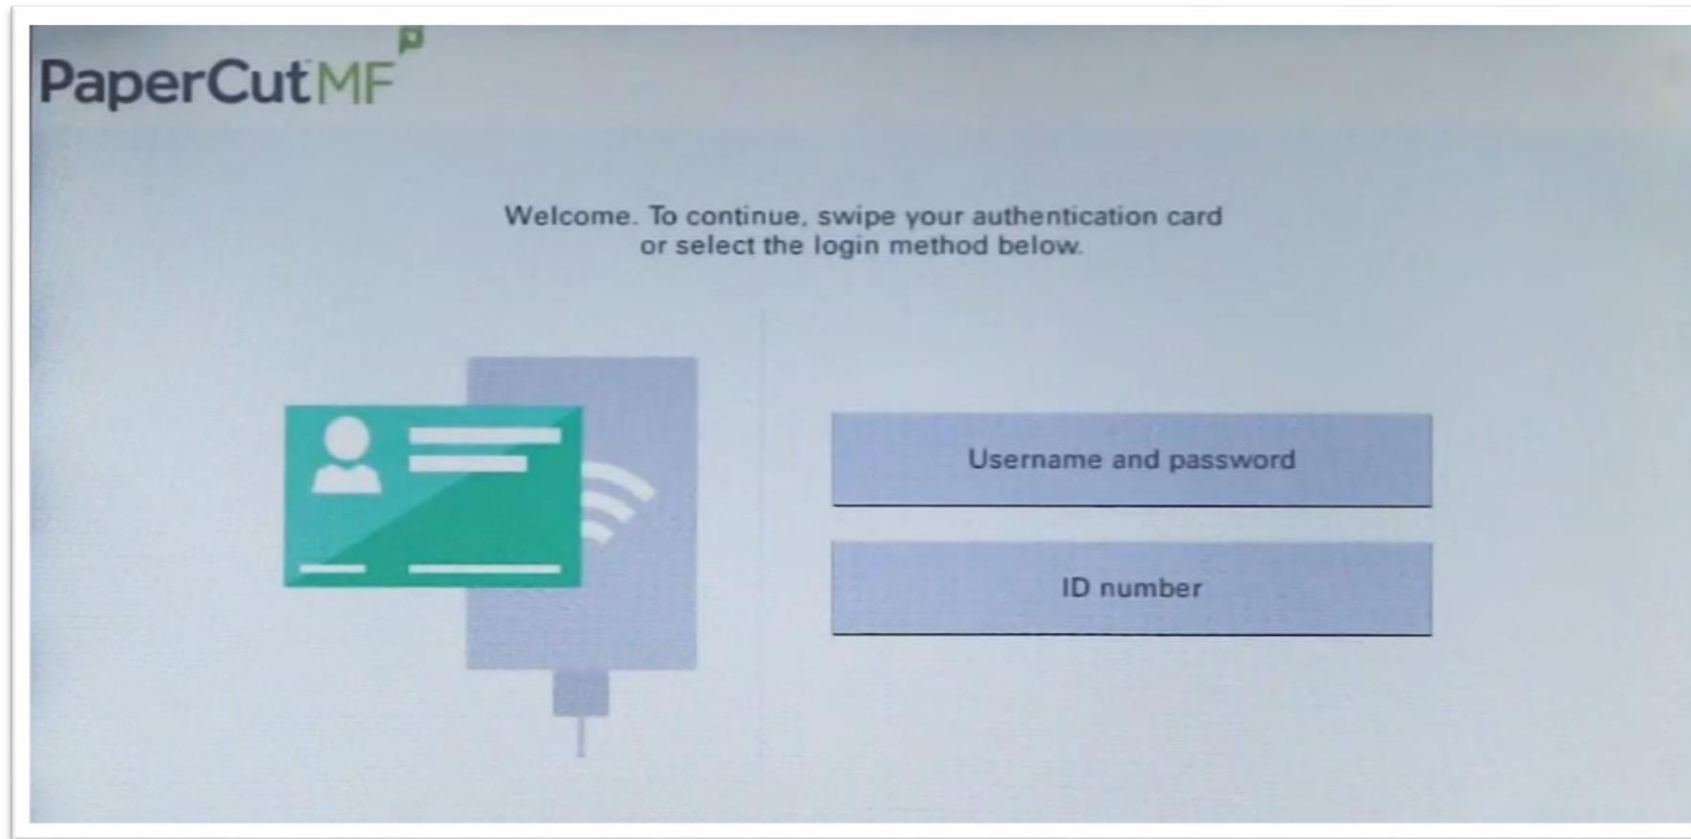 PaperCut MF
Welcome. To continue, swipe your authentication card
or select the login method below.
Username and password
ID number